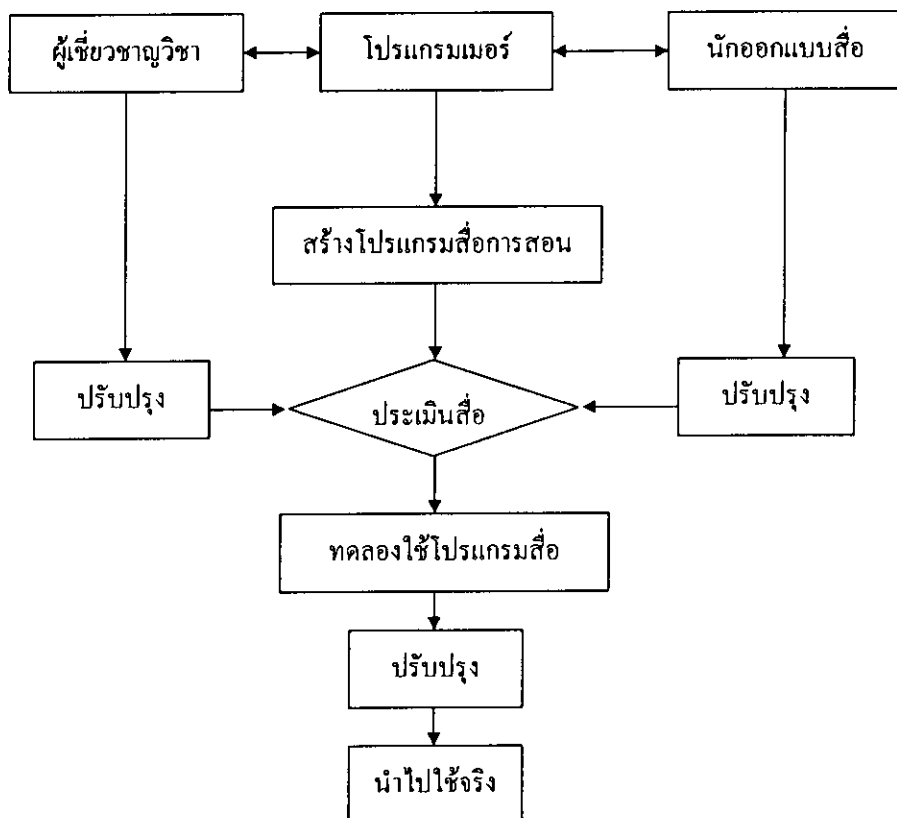 ผู้เชี่ยวชาญวิชา
โปรแกรมเมอร์
นักออกแบบสื่อ
สร้างโปรแกรมสื่อการสอน
ปรับปรุง
ประเมินสื่อ
ปรับปรุง
ทดลองใช้โปรแกรมสื่อ
ปรับปรุง
นำไปใช้จริง